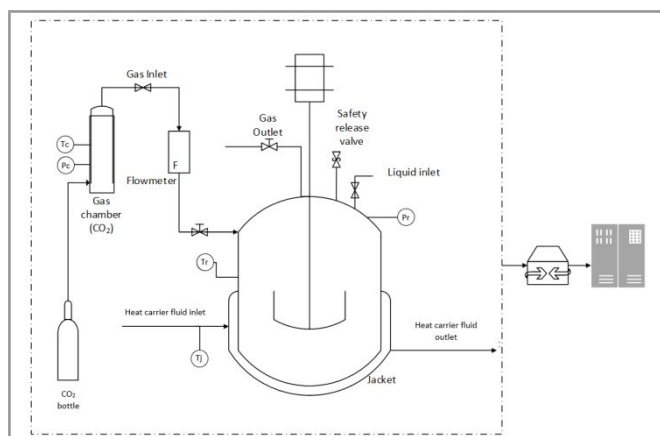 Gas Inlet
Gas
Outlet
Safety
release
valve
Tc
Pc
F
Flowmeter
Liquid inlet
Gas
chamber
(CO₂)
Pr
Tr
Heat carrier fluid inlet
Heat carrier fluid
outlet
Tj
Jacket
CO₂
bottle